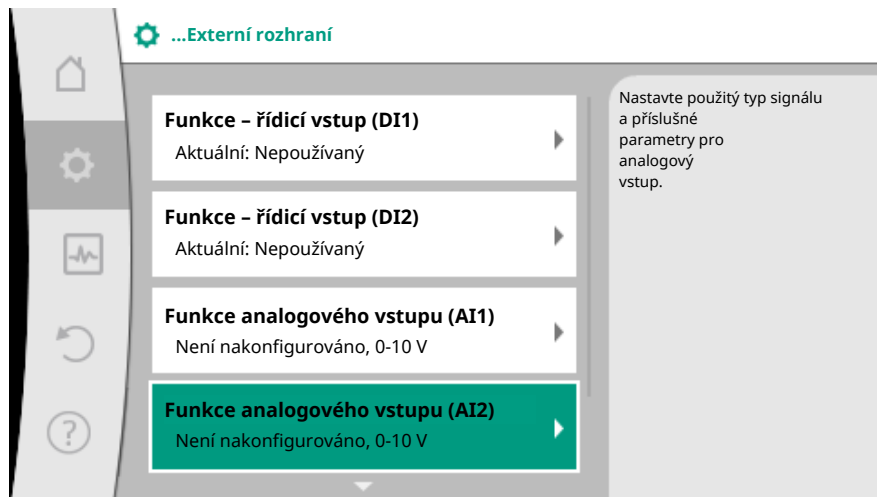 ...Externí rozhraní
Funkce – řídicí vstup (DI1)
Aktuální: Nepoužívaný
Funkce – řídicí vstup (DI2)
Aktuální: Nepoužívaný
Funkce analogového vstupu (AI1)
Není nakonfigurováno, 0-10 V
Funkce analogového vstupu (AI2)
Není nakonfigurováno, 0-10 V
Nastavte použitý typ signálu
a příslušné
parametry pro
analogový
vstup.